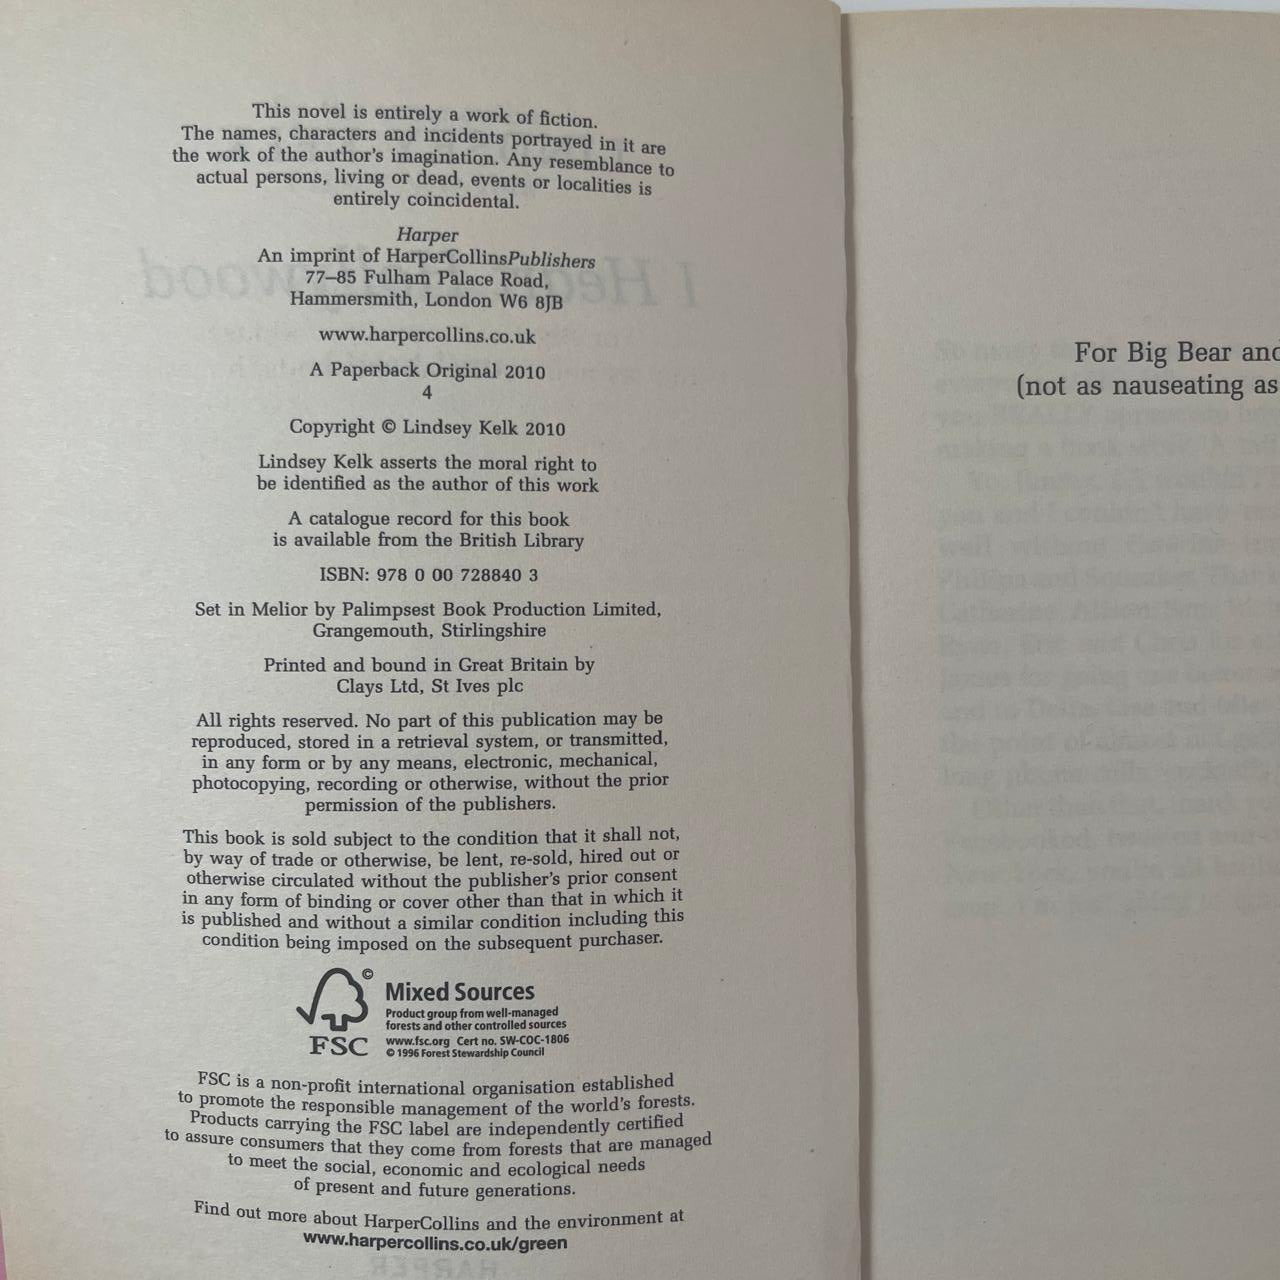 This novel is entirely a work of fiction.
The names, characters and incidents portrayed in it are
the work of the author's imagination. Any resemblance to
actual persons, living or dead, events or localities is
entirely coincidental.
Harper
An imprint of HarperCollinsPublishers
77–85 Fulham Palace Road,
Hammersmith, London W6 8JB
www.harpercollins.co.uk
A Paperback Original 2010
4
Copyright © Lindsey Kelk 2010
Lindsey Kelk asserts the moral right to
be identified as the author of this work
A catalogue record for this book
is available from the British Library
ISBN: 978 0 00 728840 3
Set in Melior by Palimpsest Book Production Limited,
Grangemouth, Stirlingshire
Printed and bound in Great Britain by
Clays Ltd, St Ives plc
All rights reserved. No part of this publication may be
reproduced, stored in a retrieval system, or transmitted,
in any form or by any means, electronic, mechanical,
photocopying, recording or otherwise, without the prior
permission of the publishers.
This book is sold subject to the condition that it shall not,
by way of trade or otherwise, be lent, re-sold, hired out or
otherwise circulated without the publisher's prior consent
in any form of binding or cover other than that in which it
is published and without a similar condition including this
condition being imposed on the subsequent purchaser.
©
FSC
Mixed Sources
Product group from well-managed
forests and other controlled sources
www.fsc.org Cert no. SW-COC-1806
© 1996 Forest Stewardship Council
FSC is a non-profit international organisation established
to promote the responsible management of the world's forests.
Products carrying the FSC label are independently certified
to assure consumers that they come from forests that are managed
to meet the social, economic and ecological needs
of present and future generations.
Find out more about HarperCollins and the environment at
www.harpercollins.co.uk/green
For Big Bear and
(not as nauseating as